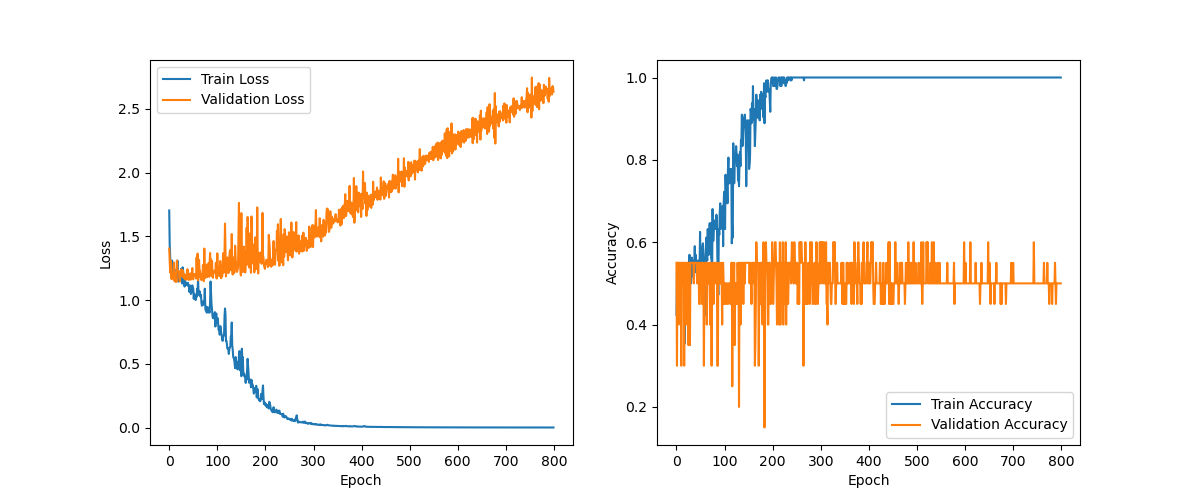 Train Loss
Validation Loss
2.5
2.0
1.5
1.0
0.5
0.0
Loss
0 100 200 300 400 500 600 700 800
Epoch
1.0
0.8
0.6
0.4
0.2
Accuracy
Train Accuracy
Validation Accuracy
0 100 200 300 400 500 600 700 800
Epoch